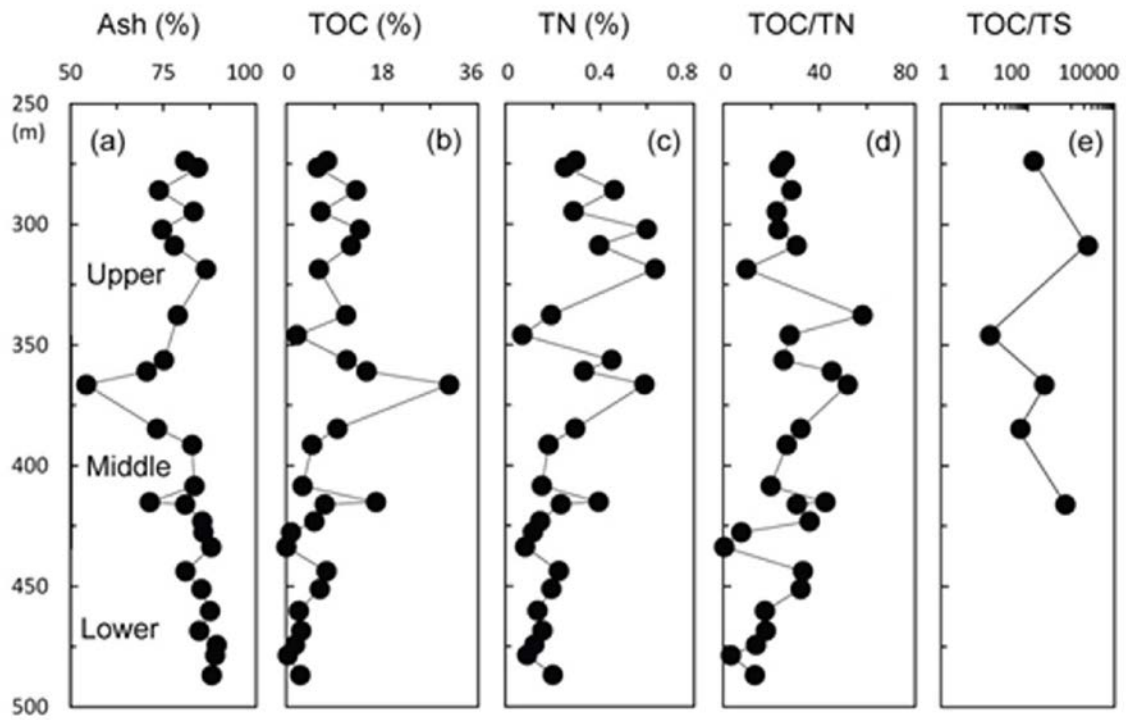 Ash (%) TOC (%) TN (%) TOC/TN TOC/TS
50 75 100 0 18 36 0 0.4 0.8 0 40 80 1 100 10000
250
(m) (a) (b) (c) (d) (e)
300
Upper
350
400
Middle
450
Lower
500